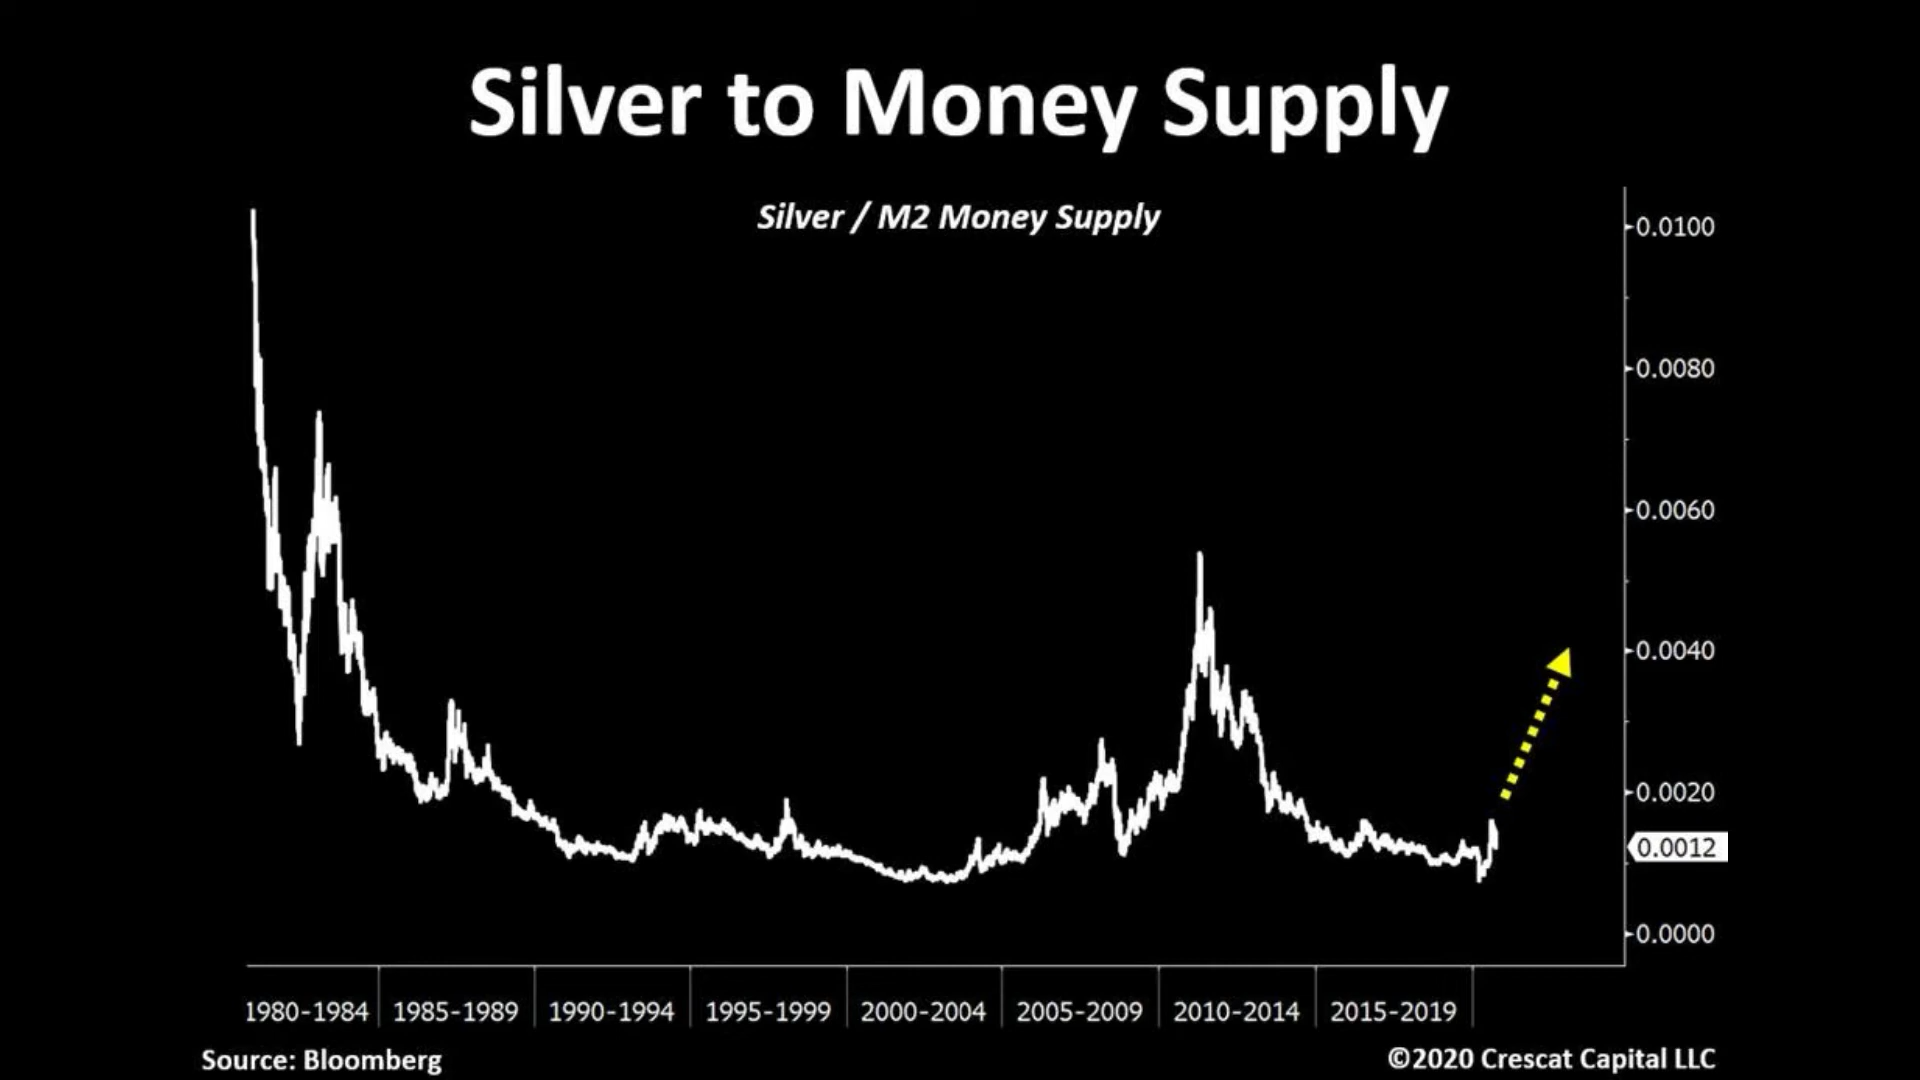 Silver to Money Supply
Silver / M2 Money Supply
0.0100
0.0080
0.0060
0.0040
0.0020
0.0012
0.0000
1980-1984 1985-1989 1990-1994 1995-1999 2000-2004 2005-2009 2010-2014 2015-2019
Source: Bloomberg
©2020 Crescat Capital LLC